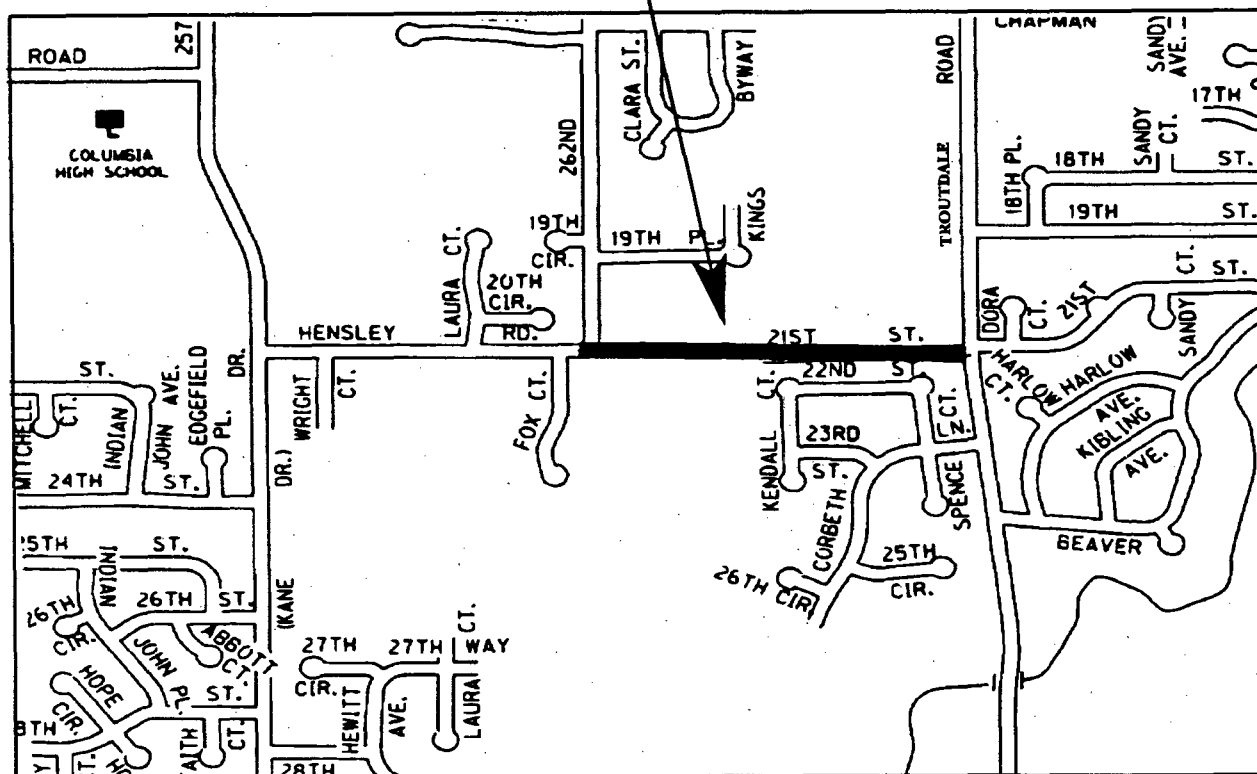 CHAPMAN
ROAD
257
CLARA ST.
BYWAY
ROAD
SANDY
AVE.
17TH
COLUMBIA
HIGH SCHOOL
262ND
TROUTDALE
18TH PL.
18TH
SANDY
CT.
ST.
19TH
CIR.
19TH PL.
KINGS
19TH
ST.
LAURA
CT.
20TH
CIR.
DORA
CT.
21ST
CT.
ST.
SANDY
HENSLEY
RD.
21ST ST.
HARLOW
CT.
HARLOW
AVE.
KIBLING
AVE.
ST.
MITCHELL
CT.
INDIAN
JOHN
AVE.
EDGEFIELD
PL.
DR.
WRIGHT
CT.
FOX CT.
CT.
22ND
S
CT.
LN.
KENDALL
23RD
ST.
SPENCE
24TH
ST.
DR.)
CORBETH
BEAVER
ST.
INDIAN
26TH
CIR.
25TH
CIR.
26TH
CIR.
26TH
ST.
ABBOTT
CT.
(KANE
JOHN PL.
HOPE
CIR.
ST.
CT.
27TH
CIR.
27TH
WAY
CT.
HEWITT
AVE.
LAURA
28TH